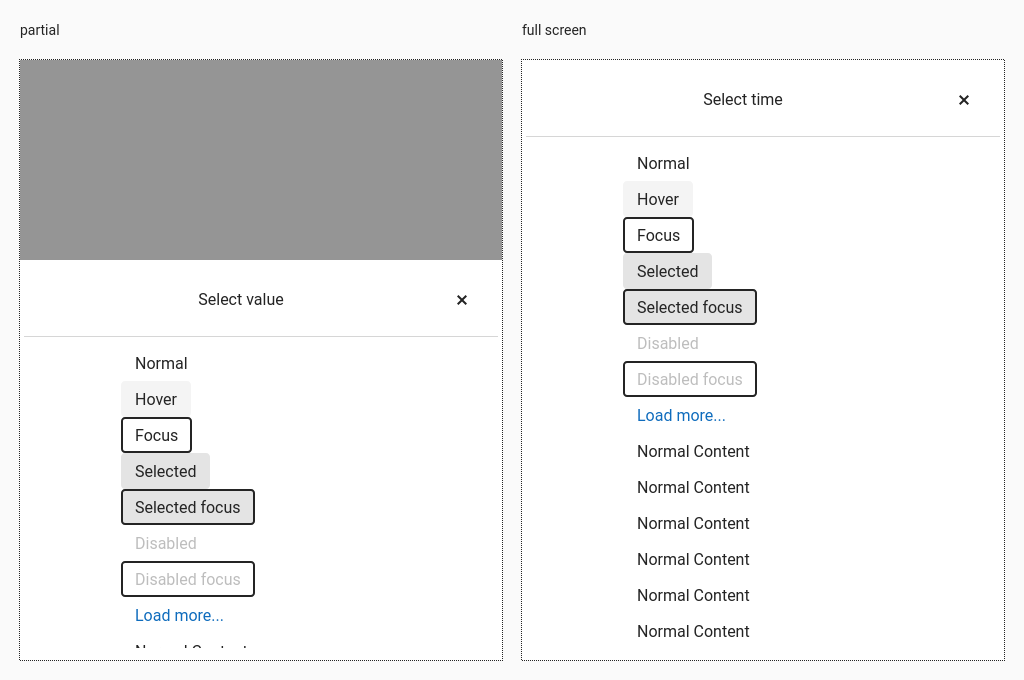 partial
Select value
×
Normal
Hover
Focus
Selected
Selected focus
Disabled
Disabled focus
Load more...
Normal Content
full screen
Select time
×
Normal
Hover
Focus
Selected
Selected focus
Disabled
Disabled focus
Load more...
Normal Content
Normal Content
Normal Content
Normal Content
Normal Content
Normal Content